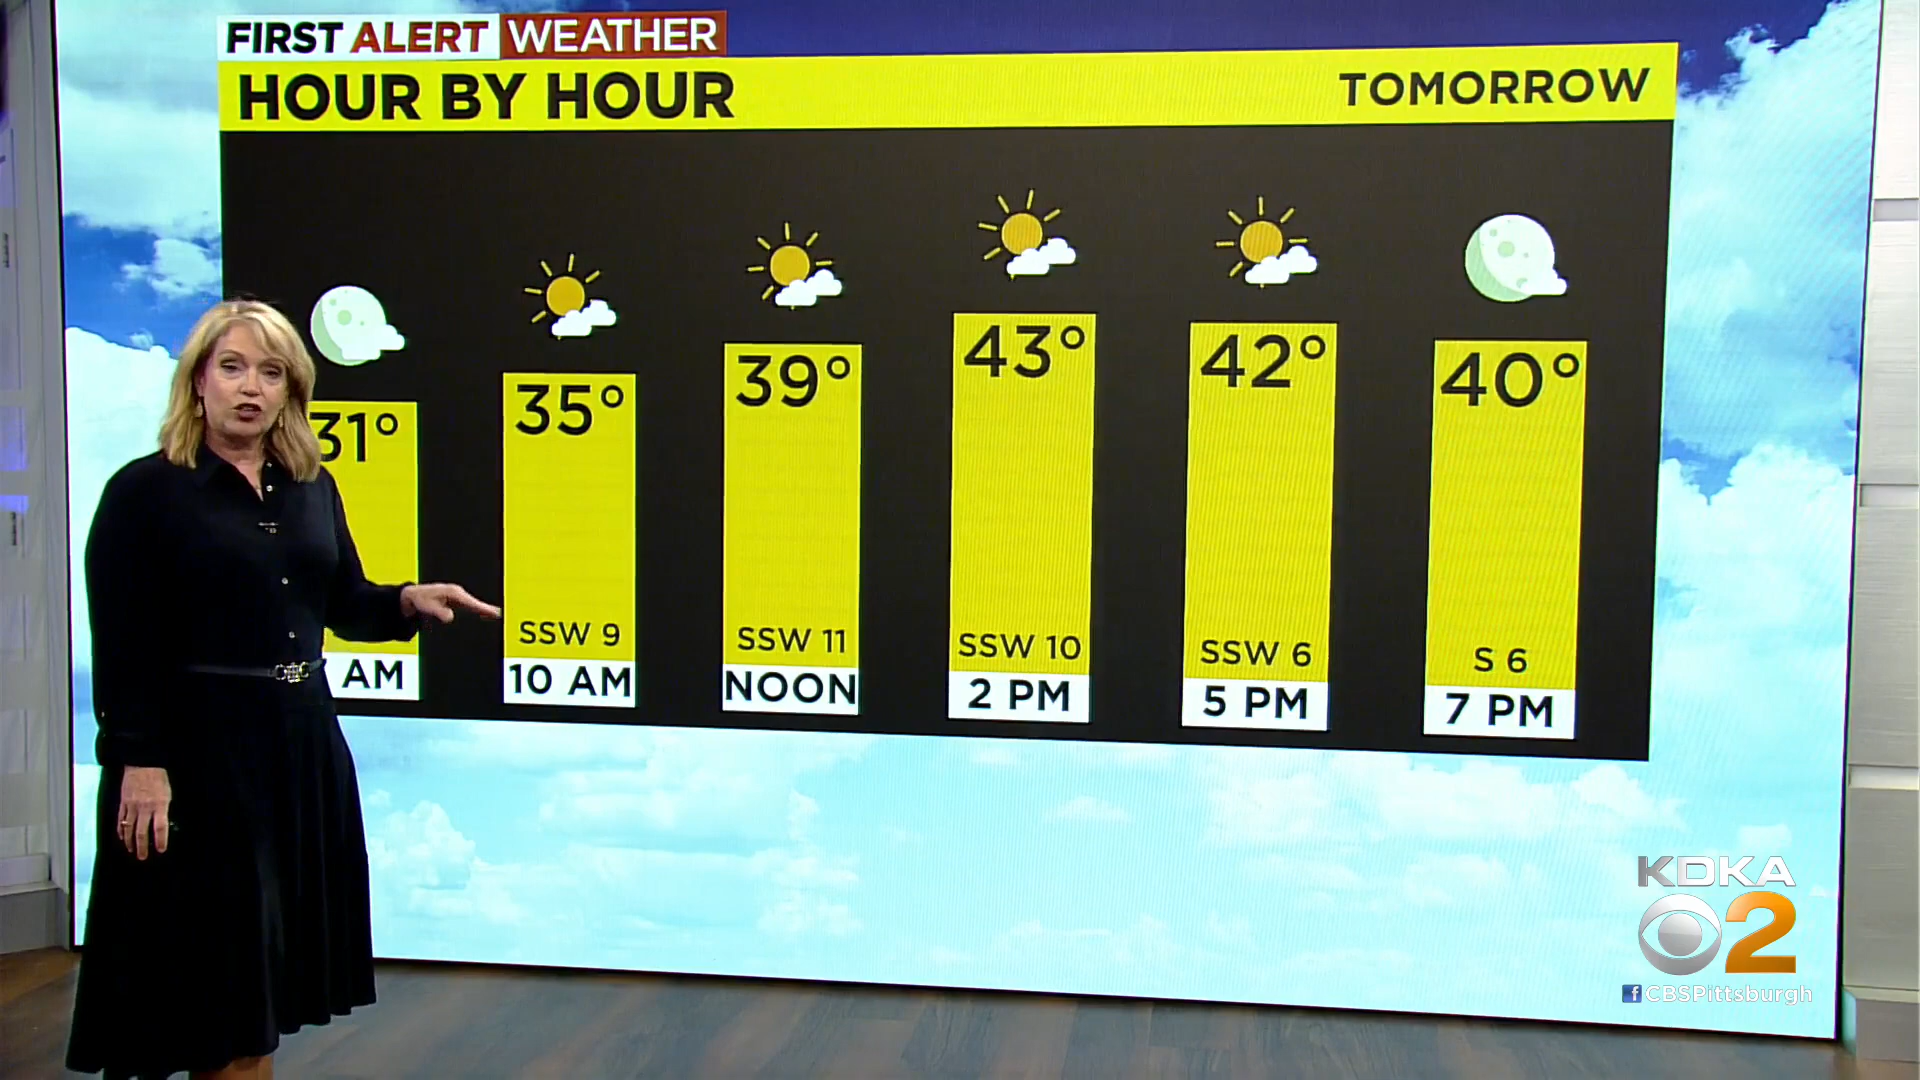 FIRST ALERT WEATHER
HOUR BY HOUR
TOMORROW
31° 35° 39° 43° 42° 40°
SSW 9 SSW 11 SSW 10 SSW 6 S 6
AM 10 AM NOON 2 PM 5 PM 7 PM
KDKA
2
f CBSPittsburgh